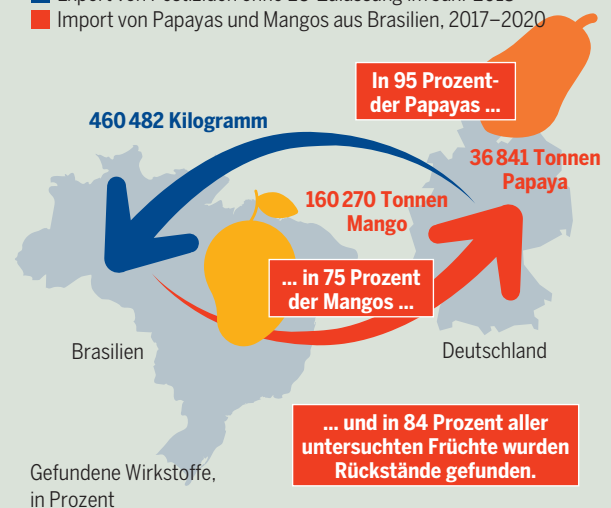 Import von Papayas und Mangos aus Brasilien, 2017–2020
In 95 Prozent-
der Papayas ...
460 482 Kilogramm
36 841 Tonnen
Papaya
160 270 Tonnen
Mango
... in 75 Prozent
der Mangos ...
Brasilien
Deutschland
... und in 84 Prozent aller
untersuchten Früchte wurden
Rückstände gefunden.
Gefundene Wirkstoffe,
in Prozent